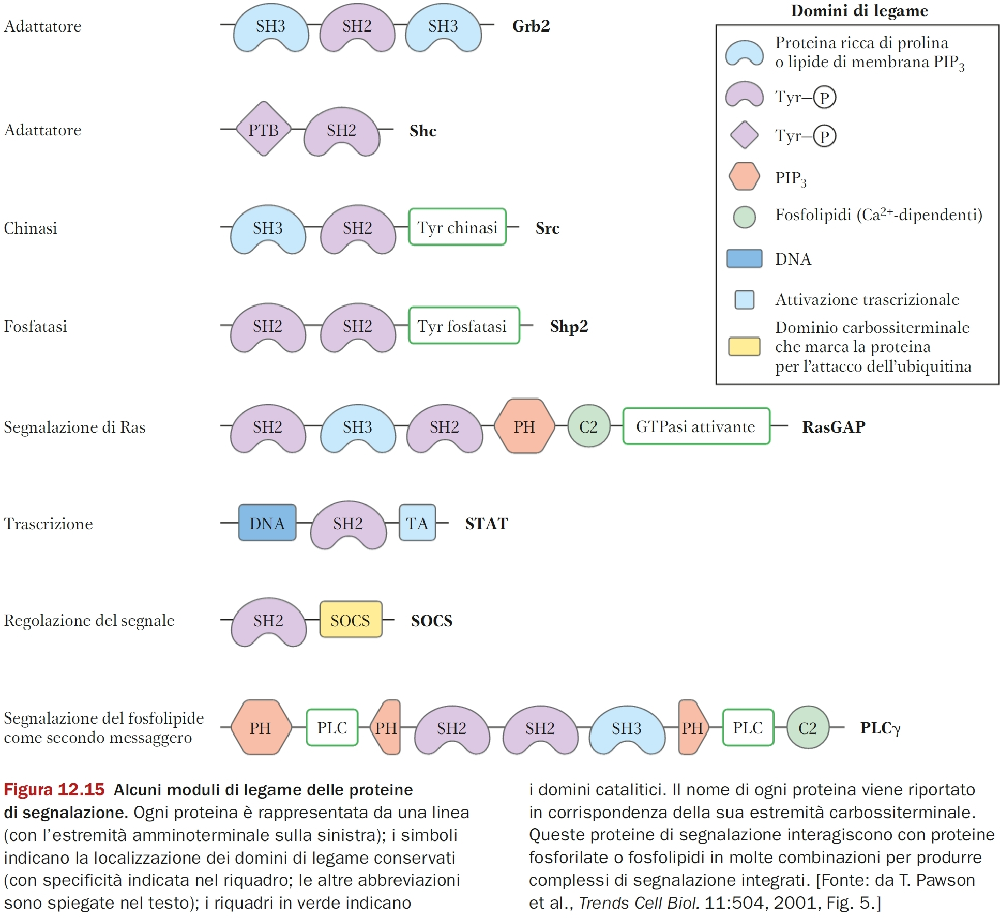 Adattatore
SH3 SH2 SH3 Grb2
Adattatore
PTB SH2 Shc
Chinasi
SH3 SH2 Tyr chinasi Src
Fosfatasi
SH2 SH2 Tyr fosfatasi Shp2
Segnalazione di Ras
SH2 SH3 SH2 PH C2 GTPasi attivante RasGAP
Trascrizione
DNA SH2 TA STAT
Regolazione del segnale
SH2 SOCS SOCS
Segnalazione del fosfolipide
come secondo messaggero
PH PLC PH SH2 SH2 SH3 PH PLC C2 PLCγ
Domini di legame
Proteina ricca di prolina
o lipide di membrana PIP₃
Tyr–P
Tyr–P
PIP₃
Fosfolipidi (Ca²⁺-dipendenti)
DNA
Attivazione trascrizionale
Dominio carbossiterminale
che marca la proteina
per l'attacco dell'ubiquitina
Figura 12.15 Alcuni moduli di legame delle proteine
di segnalazione. Ogni proteina è rappresentata da una linea
(con l'estremità amminoterminale sulla sinistra); i simboli
indicano la localizzazione dei domini di legame conservati
(con specificità indicata nel riquadro; le altre abbreviazioni
sono spiegate nel testo); i riquadri in verde indicano
i domini catalitici. Il nome di ogni proteina viene riportato
in corrispondenza della sua estremità carbossiterminale.
Queste proteine di segnalazione interagiscono con proteine
fosforilate o fosfolipidi in molte combinazioni per produrre
complessi di segnalazione integrati. [Fonte: da T. Pawson
et al., Trends Cell Biol. 11:504, 2001, Fig. 5.]